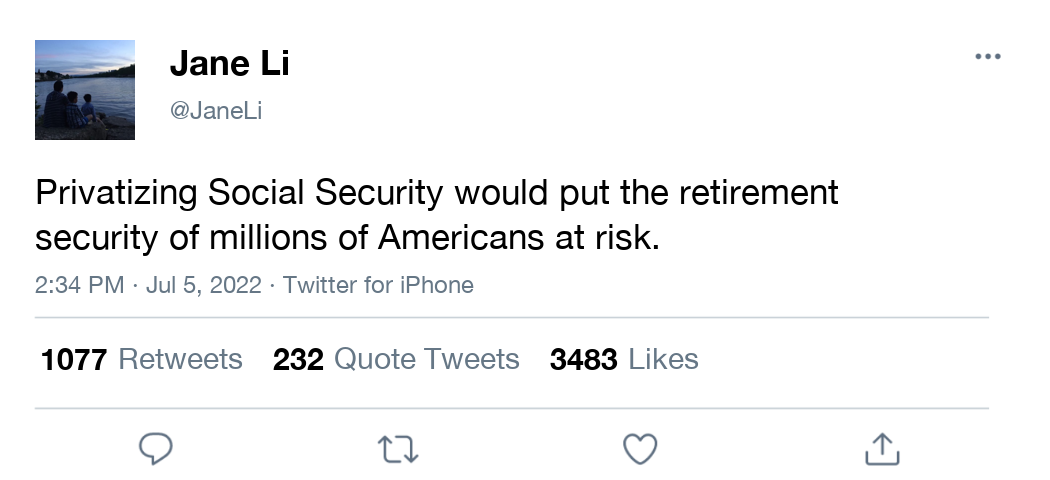 Jane Li
@JaneLi
Privatizing Social Security would put the retirement
security of millions of Americans at risk.
2:34 PM · Jul 5, 2022 · Twitter for iPhone
1077 Retweets 232 Quote Tweets 3483 Likes